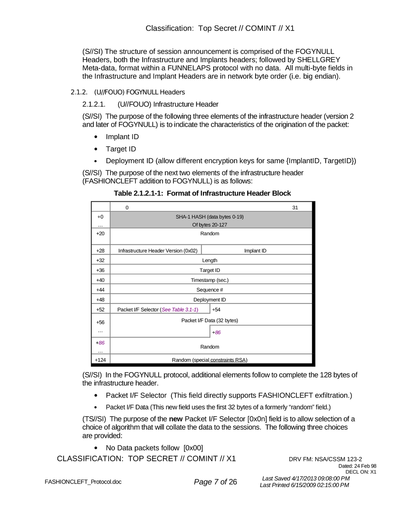 Classification:  Top Secret // COMINT // X1
(S//SI) The structure of session announcement is comprised of the FOGYNULL
Headers, both the Infrastructure and Implants headers; followed by SHELLGREY
Meta-data, format within a FUNNELAPS protocol with no data.  All multi-byte fields in
the Infrastructure and Implant Headers are in network byte order (i.e. big endian).
2.1.2.  (U//FOUO) FOGYNULL Headers
2.1.2.1.  (U//FOUO) Infrastructure Header
(S//SI)  The purpose of the following three elements of the infrastructure header (version 2
and later of FOGYNULL) is to indicate the characteristics of the origination of the packet:
• Implant ID
• Target ID
• Deployment ID (allow different encryption keys for same {ImplantID, TargetID})
(S//SI)  The purpose of the next two elements of the infrastructure header
(FASHIONCLEFT addition to FOGYNULL) is as follows:
Table 2.1.2.1-1:  Format of Infrastructure Header Block
0 31
+0 SHA-1 HASH (data bytes 0-19)
… Of bytes 20-127
+20 Random
+28 Infrastructure Header Version (0x02) Implant ID
+32 Length
+36 Target ID
+40 Timestamp (sec.)
+44 Sequence #
+48 Deployment ID
+52 Packet I/F Selector (See Table 3.1-1) +54
+56 Packet I/F Data (32 bytes)
… +86
+88 Random
…
+124 Random (special constraints RSA)
(S//SI)  In the FOGYNULL protocol, additional elements follow to complete the 128 bytes of
the infrastructure header.
• Packet I/F Selector  (This field directly supports FASHIONCLEFT exfiltration.)
• Packet I/F Data (This new field uses the first 32 bytes of a formerly "random" field.)
(TS//SI)  The purpose of the new Packet I/F Selector [0x0n] field is to allow selection of a
choice of algorithm that will collate the data to the sessions.  The following three choices
are provided:
• No Data packets follow  [0x00]
CLASSIFICATION:  TOP SECRET // COMINT // X1 DRV FM: NSA/CSSM 123-2
Dated: 24 Feb 98
DECL ON: X1
FASHIONCLEFT_Protocol.doc Page 7 of 26 Last Saved 4/17/2013 09:08:00 PM
Last Printed 6/15/2009 02:15:00 PM